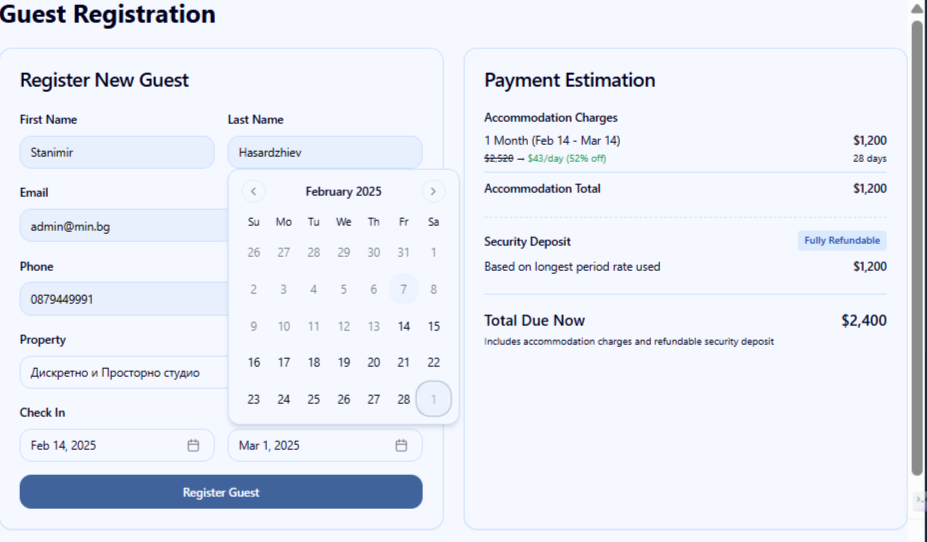 Guest Registration
Register New Guest
First Name
Last Name
Stanimir
Hasardzhiev
Email
admin@min.bg
Phone
0879449991
Property
Дискретно и Просторно студио
Check In
Feb 14, 2025
Mar 1, 2025
Register Guest
February 2025
Su Mo Tu We Th Fr Sa
26 27 28 29 30 31 1
2 3 4 5 6 7 8
9 10 11 12 13 14 15
16 17 18 19 20 21 22
23 24 25 26 27 28 1
Payment Estimation
Accommodation Charges
1 Month (Feb 14 - Mar 14) $1,200
$2,520 → $43/day (52% off) 28 days
Accommodation Total $1,200
Security Deposit Fully Refundable
Based on longest period rate used $1,200
Total Due Now $2,400
Includes accommodation charges and refundable security deposit